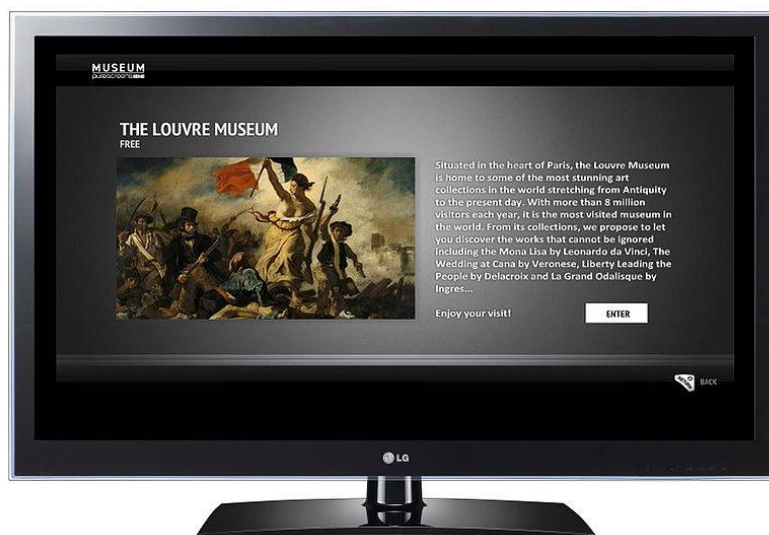 MUSEUM
purescreens
THE LOUVRE MUSEUM
FREE
Situated in the heart of Paris, the Louvre Museum
is home to some of the most stunning art
collections in the world stretching from Antiquity
to the present day. With more than 8 million
visitors each year, it is the most visited museum in
the world. From its collections, we propose to let
you discover the works that cannot be ignored
including the Mona Lisa by Leonardo da Vinci, The
Wedding at Cana by Veronese, Liberty Leading the
People by Delacroix and La Grand Odalisque by
Ingres...
Enjoy your visit!
ENTER
RETURN
BACK
LG